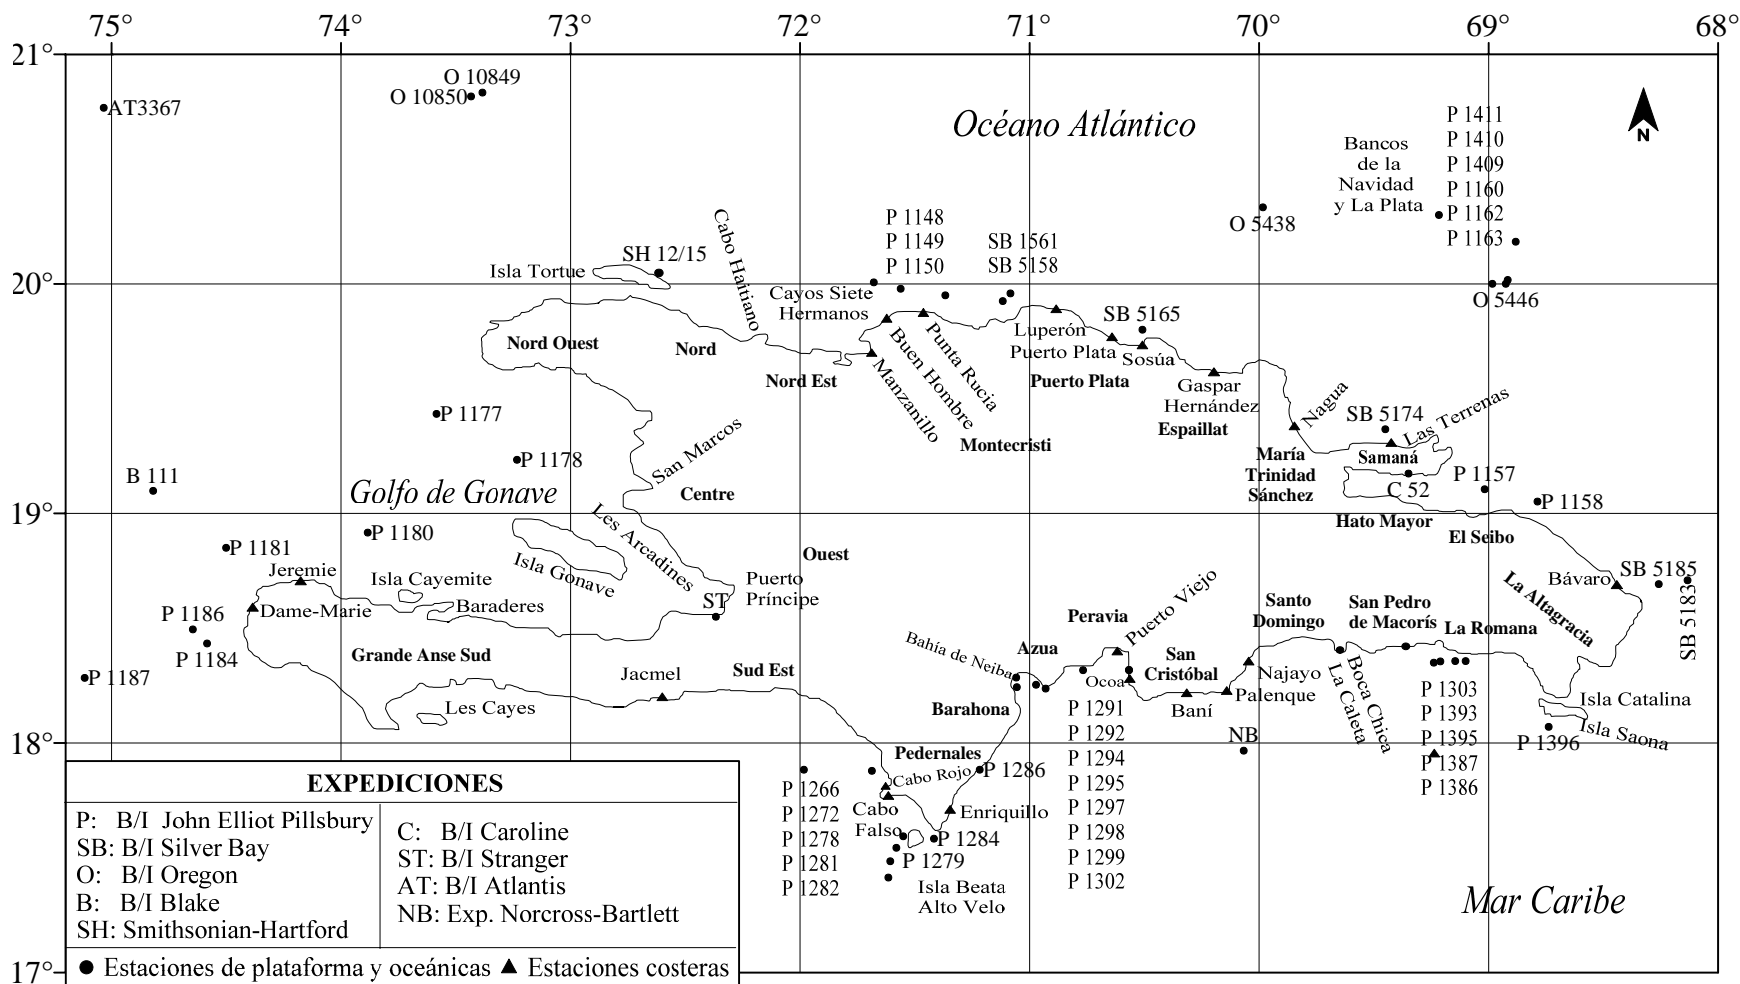 75°
74°
73°
72°
71°
70°
69°
68°
21°
20°
19°
18°
17°
O 10849
O 10850
AT3367
Océano Atlántico
N
Bancos
de la
Navidad
y La Plata
P 1411
P 1410
P 1409
P 1160
P 1162
P 1163
O 5438
O 5446
Cabo Haitiano
SH 12/15
Isla Tortue
P 1148
P 1149
P 1150
SB 1561
SB 5158
Cayos Siete
Hermanos
SB 5165
Luperón
Puerto Plata
Sosúa
Nord Ouest
Nord
Nord Est
Manzanillo
Buen Hombre
Punta Rucia
Montecristi
Puerto Plata
Gaspar
Hernández
Espaillat
Nagua
María
Trinidad
Sánchez
SB 5174
Las Terrenas
Samaná
C 52
P 1157
P 1158
Hato Mayor
El Seibo
P 1177
P 1178
San Marcos
B 111
Golfo de Gonave
Centre
Les Arcadines
P 1180
P 1181
Isla Gonave
Ouest
Jeremie
Isla Cayemite
Baraderes
Dame-Marie
ST
Puerto
Príncipe
P 1186
P 1184
P 1187
Grande Anse Sud
Jacmel
Sud Est
Les Cayes
Bávaro
SB 5185
SB 5183
La Altagracia
Peravia
Puerto Viejo
Santo
Domingo
San Pedro
de Macorís
La Romana
Bahía de Neiba
Azua
San
Cristóbal
Ocoa
Najayo
Palenque
Baní
Barahona
Boca Chica
La Caleta
NB
Isla Catalina
Isla Saona
P 1396
P 1303
P 1393
P 1395
P 1387
P 1386
P 1291
P 1292
P 1294
P 1295
P 1297
P 1298
P 1299
P 1302
Pedernales
Cabo Rojo
P 1286
P 1266
P 1272
P 1278
P 1281
P 1282
Cabo
Falso
Enriquillo
P 1284
P 1279
Isla Beata
Alto Velo
Mar Caribe
EXPEDICIONES
P: B/I John Elliot Pillsbury
SB: B/I Silver Bay
O: B/I Oregon
B: B/I Blake
SH: Smithsonian-Hartford
C: B/I Caroline
ST: B/I Stranger
AT: B/I Atlantis
NB: Exp. Norcross-Bartlett
Estaciones de plataforma y oceánicas
Estaciones costeras